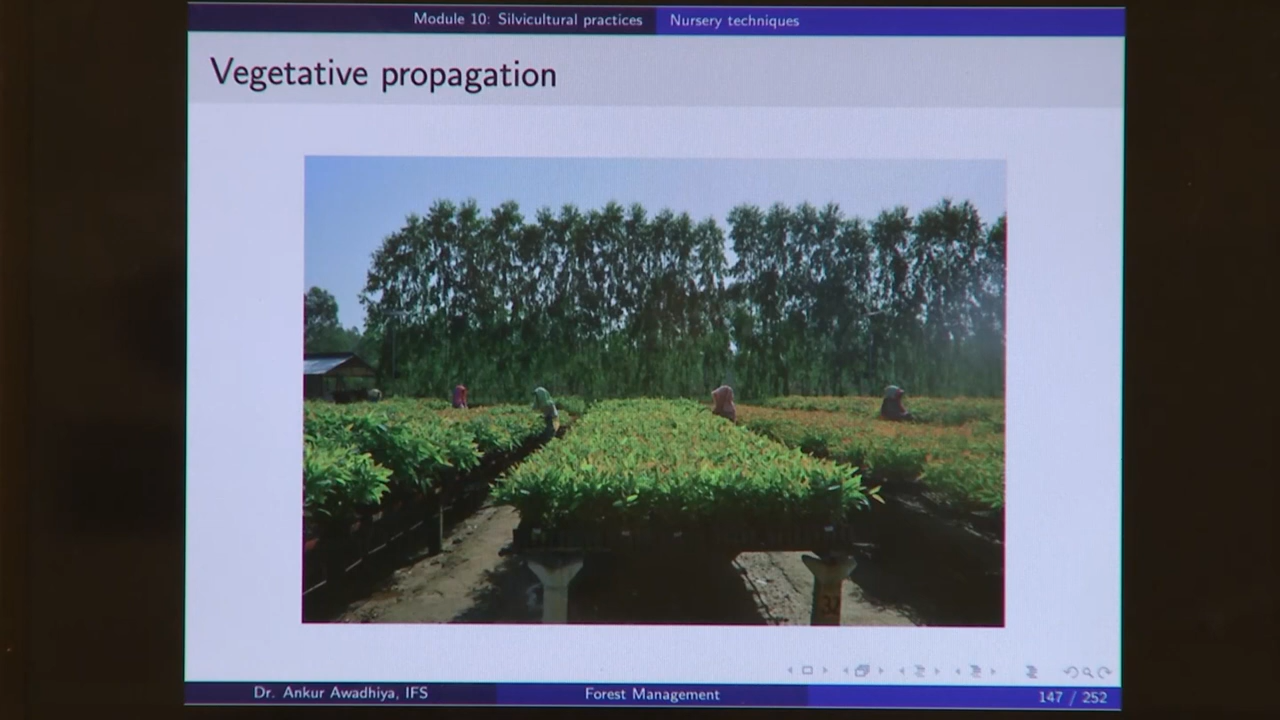 Module 10: Silvicultural practices
Nursery techniques
Vegetative propagation
32
Dr. Ankur Awadhiya, IFS
Forest Management
147 / 252